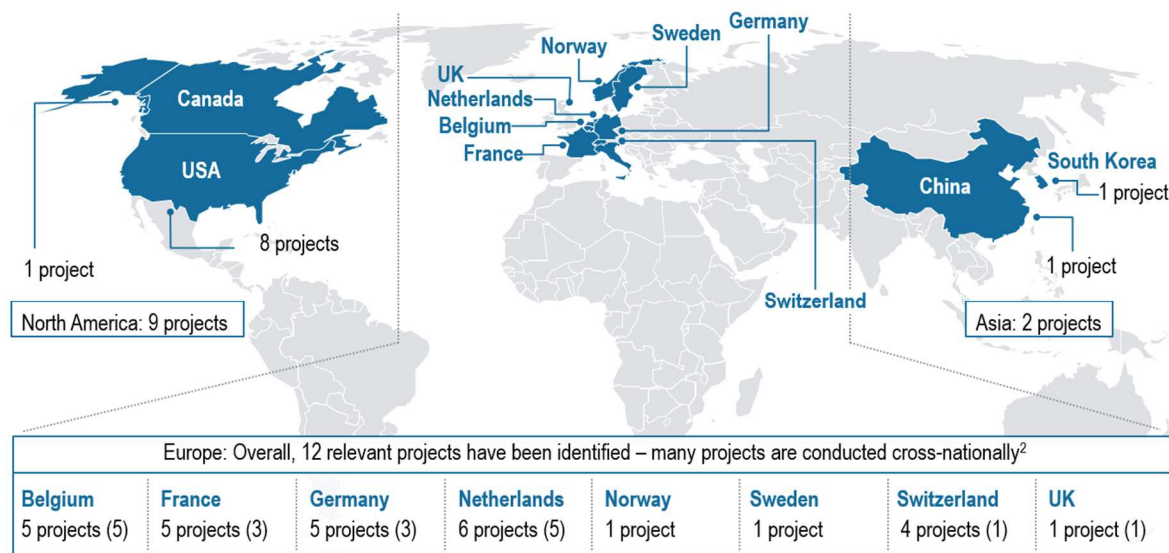 Germany
Sweden
Norway
UK
Netherlands
Belgium
France
Canada
USA
China
South Korea
1 project
8 projects
1 project
1 project
Switzerland
North America: 9 projects
Asia: 2 projects
Europe: Overall, 12 relevant projects have been identified – many projects are conducted cross-nationally²
Belgium
5 projects (5)
France
5 projects (3)
Germany
5 projects (3)
Netherlands
6 projects (5)
Norway
1 project
Sweden
1 project
Switzerland
4 projects (1)
UK
1 project (1)